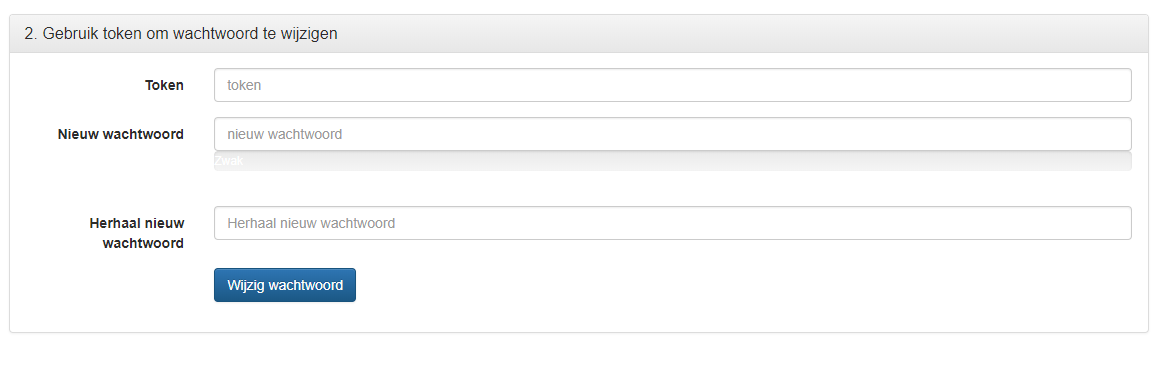 2. Gebruik token om wachtwoord te wijzigen
Token
token
Nieuw wachtwoord
nieuw wachtwoord
Zwak
Herhaal nieuw
wachtwoord
Herhaal nieuw wachtwoord
Wijzig wachtwoord